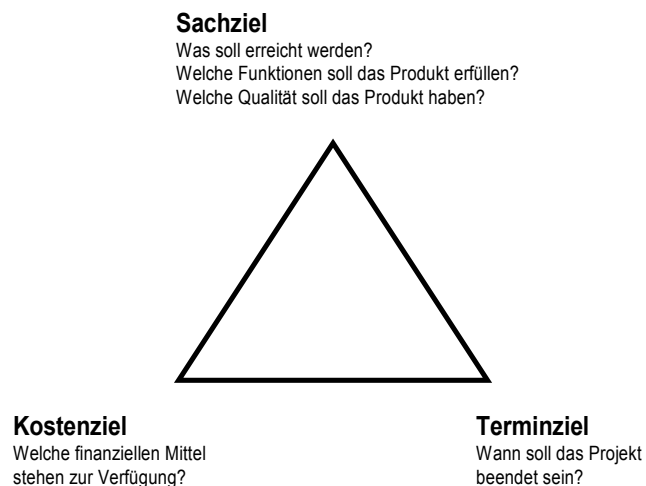 Sachziel
Was soll erreicht werden?
Welche Funktionen soll das Produkt erfüllen?
Welche Qualität soll das Produkt haben?
Kostenziel
Welche finanziellen Mittel
stehen zur Verfügung?
Terminziel
Wann soll das Projekt
beendet sein?